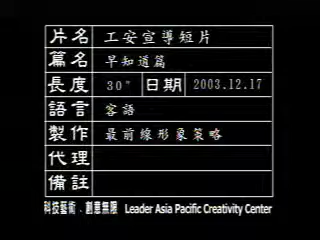 片名 工安宣導短片
篇名 早知道篇
長度 30" 日期 2003.12.17
語言 客語
製作 最前線形象策略
代理
備註
科技藝術．創意無限 Leader Asia Pacific Creativity Center